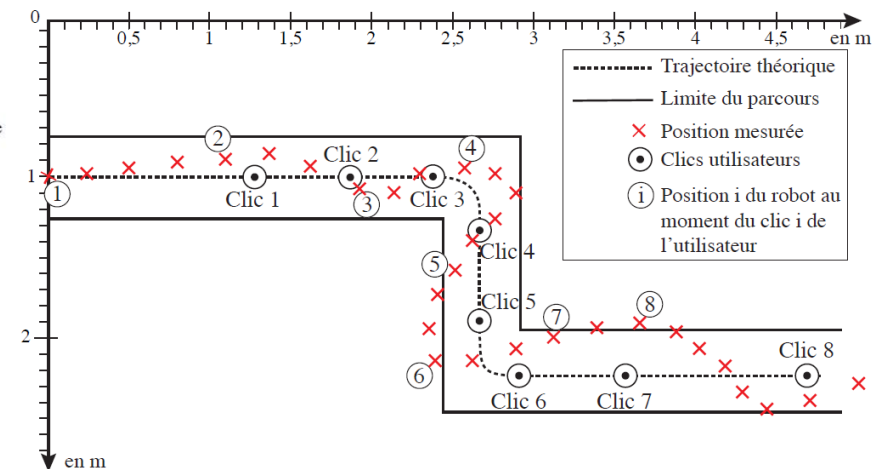 0
0,5
1
1,5
2
2,5
3
3,5
4
4,5
en m
Trajectoire théorique
Limite du parcours
Position mesurée
Clics utilisateurs
i Position i du robot au
moment du clic i de
l'utilisateur
2
Clic 2
4
1
1
Clic 1
3
Clic 3
Clic 4
5
Clic 5
7
8
2
6
Clic 6
Clic 7
Clic 8
en m